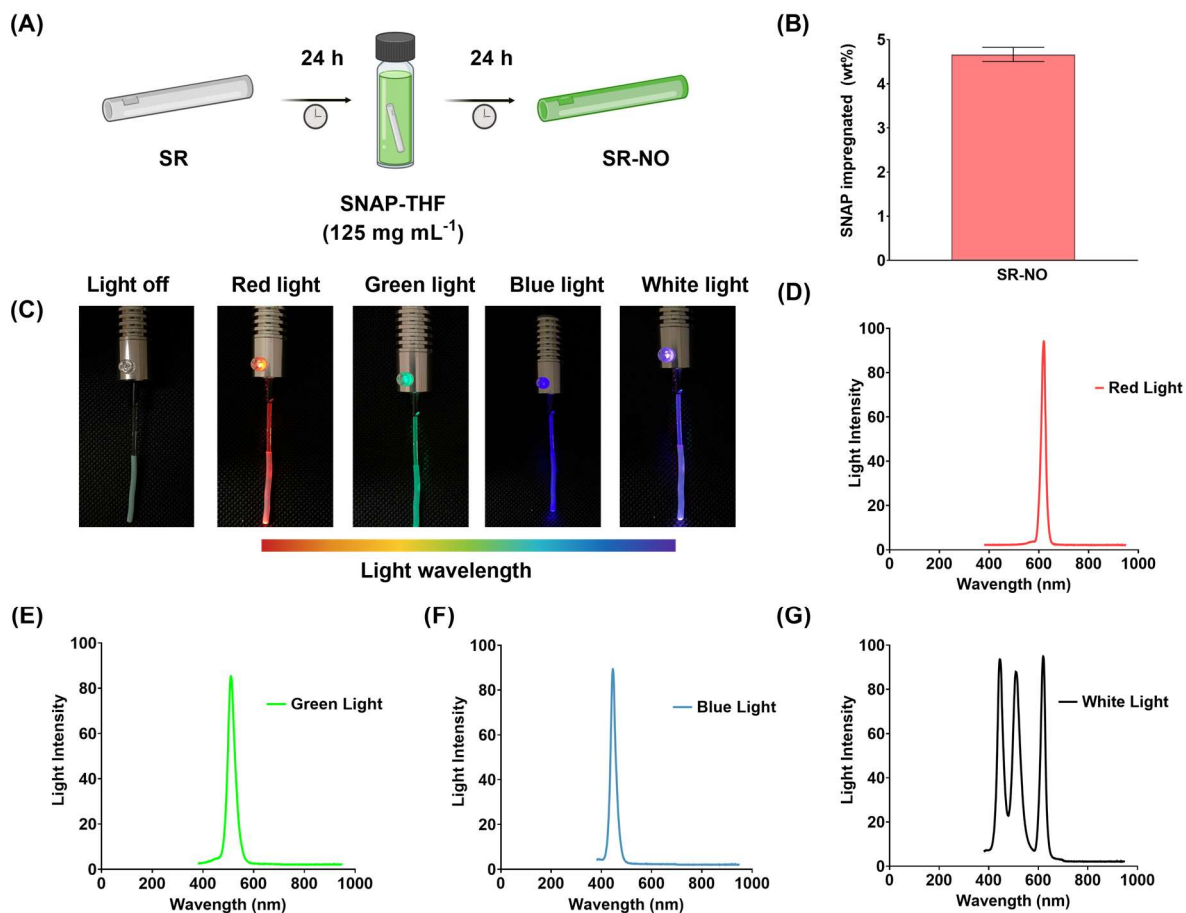 (A)
24 h
24 h
SR
SR-NO
SNAP-THF
(125 mg mL⁻¹)
(B)
SNAP impregnated (wt%)
5
4
3
2
1
0
SR-NO
(C)
Light off
Red light
Green light
Blue light
White light
Light wavelength
(D)
Light Intensity
100
80
60
40
20
0
0
200
400
600
800
1000
Wavength (nm)
Red Light
(E)
Light Intensity
100
80
60
40
20
0
0
200
400
600
800
1000
Wavength (nm)
Green Light
(F)
Light Intensity
100
80
60
40
20
0
0
200
400
600
800
1000
Wavength (nm)
Blue Light
(G)
Light Intensity
100
80
60
40
20
0
0
200
400
600
800
1000
Wavength (nm)
White Light